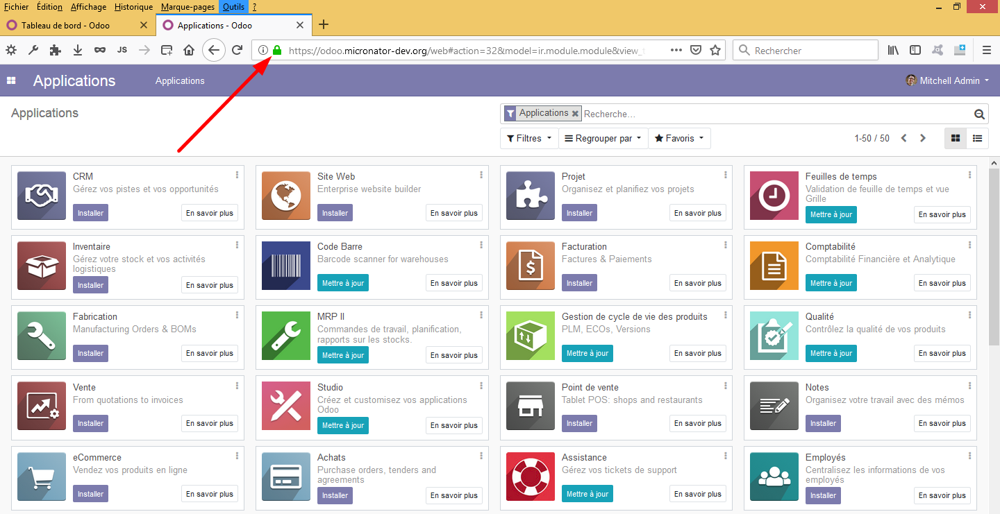 Fichier Édition Affichage Historique Marque-pages Outils ?
Tableau de bord - Odoo
Applications - Odoo
JS
https://odoo.micronator-dev.org/web#action=32&model=ir.module.module&view_
Rechercher
Applications
Applications
Mitchell Admin
Applications
Applications
Recherche...
Filtres
Regrouper par
Favoris
1-50 / 50
CRM
Gérez vos pistes et vos opportunités
Installer
En savoir plus
Site Web
Enterprise website builder
Installer
En savoir plus
Projet
Organisez et planifiez vos projets
Installer
En savoir plus
Feuilles de temps
Validation de feuille de temps et vue
Grille
Mettre à jour
En savoir plus
Inventaire
Gérez votre stock et vos activités
logistiques
Installer
En savoir plus
Code Barre
Barcode scanner for warehouses
Mettre à jour
En savoir plus
Facturation
Factures & Paiements
Installer
En savoir plus
Comptabilité
Comptabilité Financière et Analytique
Mettre à jour
En savoir plus
Fabrication
Manufacturing Orders & BOMs
Installer
En savoir plus
MRP II
Commandes de travail, planification,
rapports sur les stocks.
Mettre à jour
En savoir plus
Gestion de cycle de vie des produits
PLM, ECOs, Versions
Mettre à jour
En savoir plus
Qualité
Contrôlez la qualité de vos produits
Mettre à jour
En savoir plus
Vente
From quotations to invoices
Installer
En savoir plus
Studio
Créez et customisez vos applications
Odoo
Mettre à jour
En savoir plus
Point de vente
Tablet POS: shops and restaurants
Installer
En savoir plus
Notes
Organisez votre travail avec des mémos
Installer
En savoir plus
eCommerce
Vendez vos produits en ligne
Installer
En savoir plus
Achats
Purchase orders, tenders and
agreements
Installer
En savoir plus
Assistance
Gérez vos tickets de support
Mettre à jour
En savoir plus
Employés
Centralisez les informations de vos
employés
Installer
En savoir plus